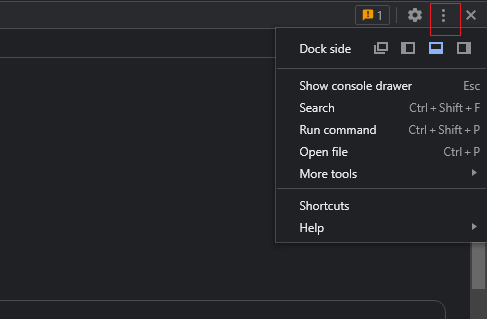 1
Dock side
Show console drawer Esc
Search Ctrl + Shift + F
Run command Ctrl + Shift + P
Open file Ctrl + P
More tools
Shortcuts
Help